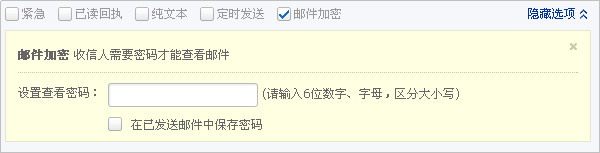 紧急 已读回执 纯文本 定时发送 邮件加密 隐藏选项
邮件加密 收信人需要密码才能查看邮件
设置查看密码： (请输入6位数字、字母，区分大小写)
在已发送邮件中保存密码